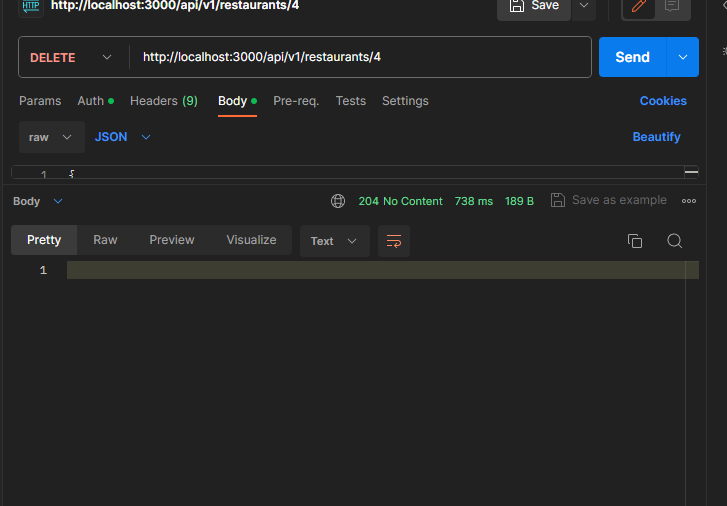 HTTP http://localhost:3000/api/v1/restaurants/4 Save
DELETE http://localhost:3000/api/v1/restaurants/4 Send
Params Auth Headers (9) Body Pre-req. Tests Settings Cookies
raw JSON Beautify
1 {
Body 204 No Content 738 ms 189 B Save as example
Pretty Raw Preview Visualize Text
1